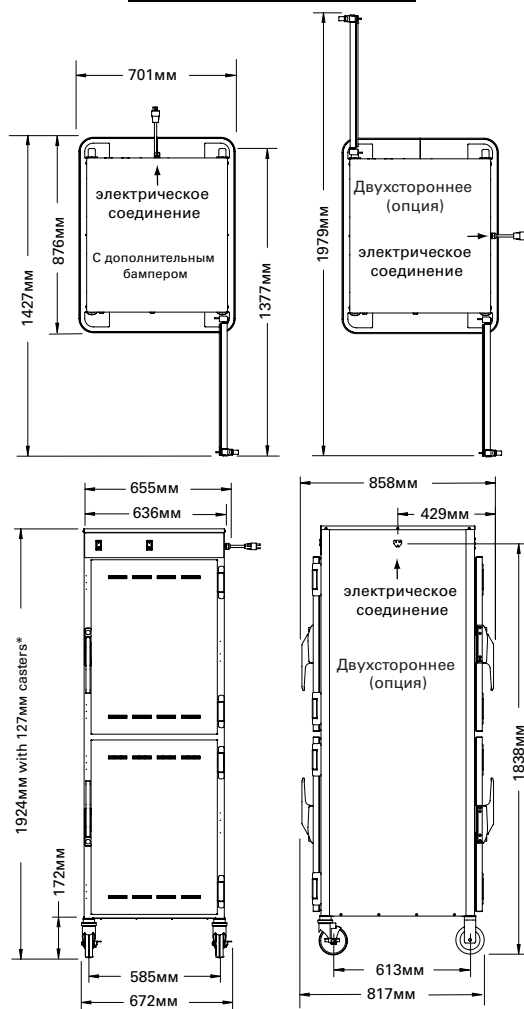 701мм
электрическое
соединение
С дополнительным
бампером
876мм
1427мм
1377мм
Двухстороннее
(опция)
электрическое
соединение
1979мм
655мм
636мм
1924мм with 127мм casters*
172мм
585мм
672мм
858мм
429мм
электрическое
соединение
Двухстороннее
(опция)
1838мм
613мм
817мм